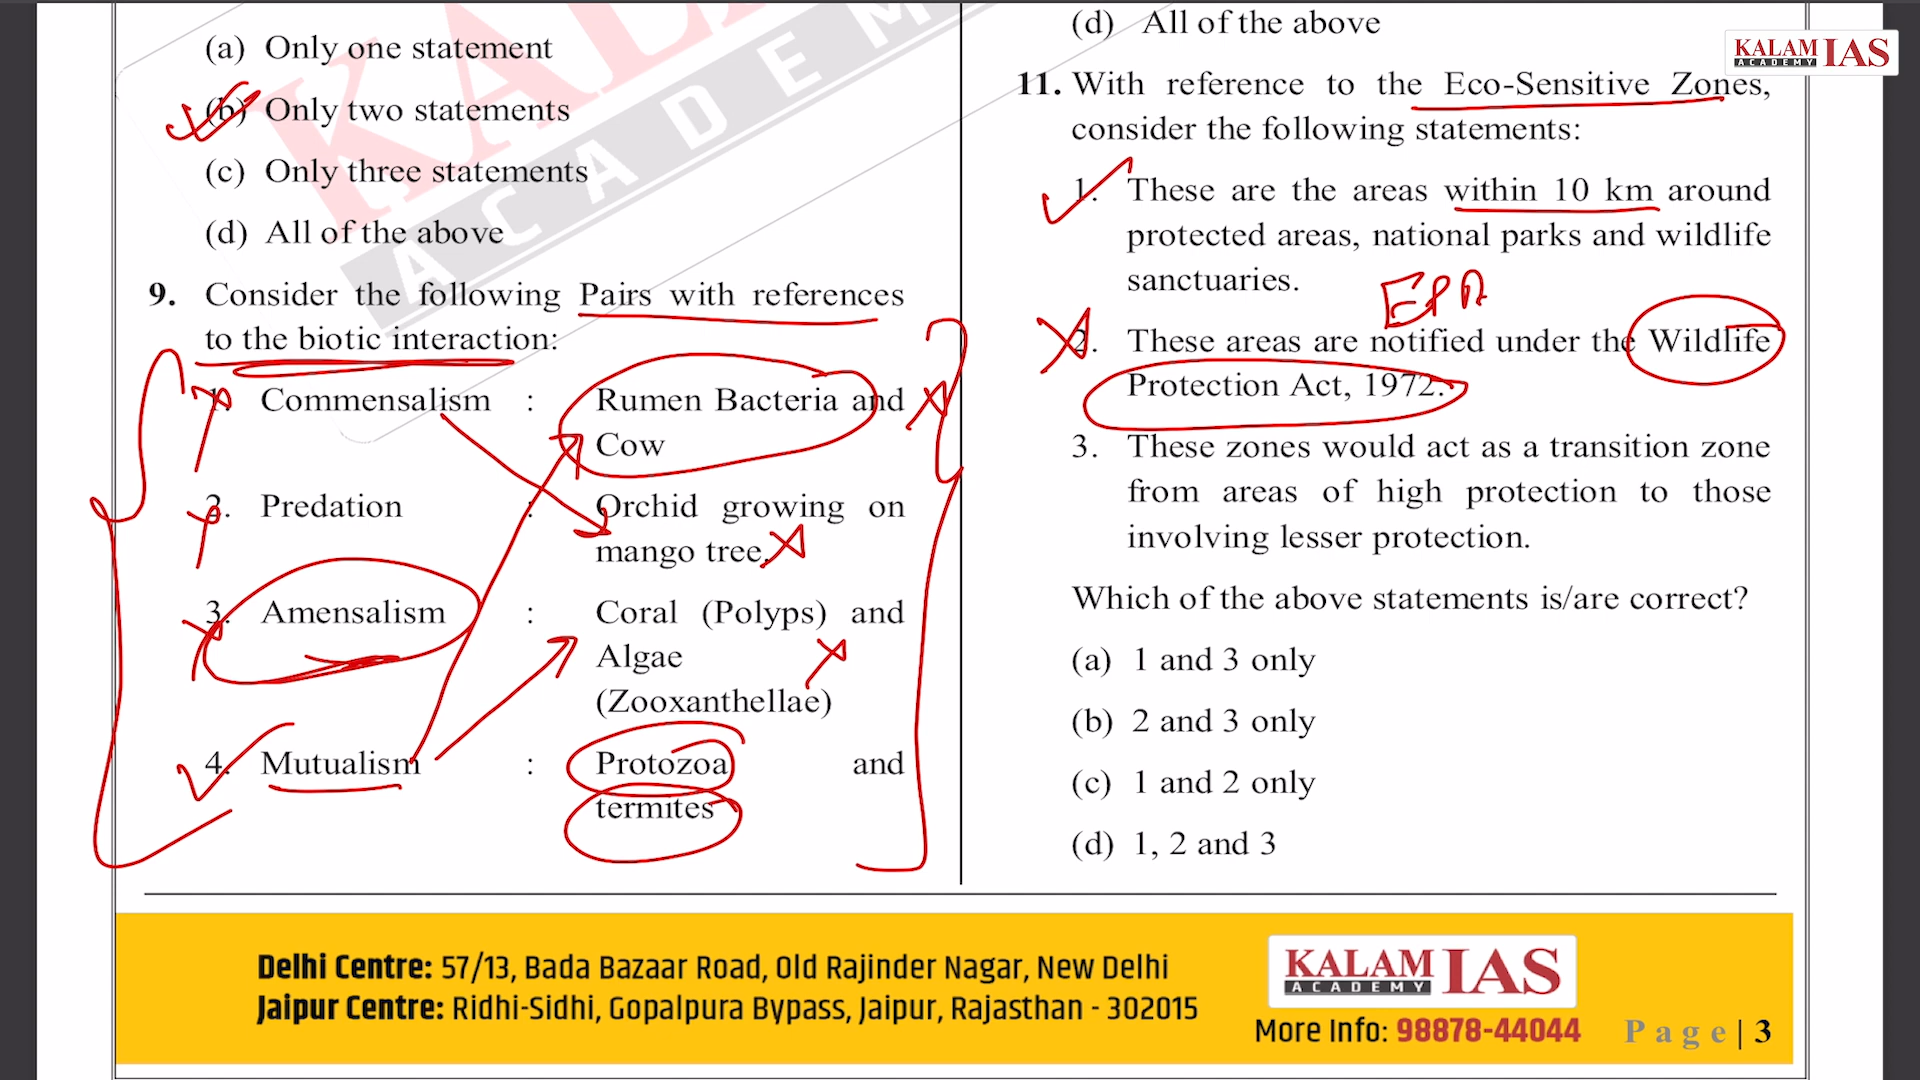 (a) Only one statement
(b) Only two statements
(c) Only three statements
(d) All of the above
9. Consider the following Pairs with references
to the biotic interaction:
1. Commensalism : Rumen Bacteria and
Cow
2. Predation : Orchid growing on
mango tree.
3. Amensalism : Coral (Polyps) and
Algae
(Zooxanthellae)
4. Mutualism : Protozoa and
termites
(d) All of the above
11. With reference to the Eco-Sensitive Zones,
consider the following statements:
1. These are the areas within 10 km around
protected areas, national parks and wildlife
sanctuaries.
EPA
2. These areas are notified under the Wildlife
Protection Act, 1972.
3. These zones would act as a transition zone
from areas of high protection to those
involving lesser protection.
Which of the above statements is/are correct?
(a) 1 and 3 only
(b) 2 and 3 only
(c) 1 and 2 only
(d) 1, 2 and 3
KALAM IAS
ACADEMY
KALAM
ACADEM
Delhi Centre: 57/13, Bada Bazaar Road, Old Rajinder Nagar, New Delhi
Jaipur Centre: Ridhi-Sidhi, Gopalpura Bypass, Jaipur, Rajasthan - 302015
KALAM IAS
ACADEMY
More Info: 98878-44044
Page | 3